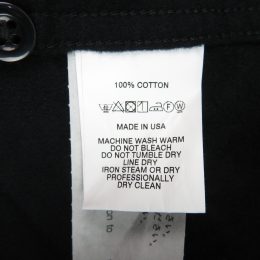 100% COTTON
F W
MADE IN USA
MACHINE WASH WARM
DO NOT BLEACH
DO NOT TUMBLE DRY
LINE DRY
IRON STEAM OR DRY
PROFESSIONALLY
DRY CLEAN